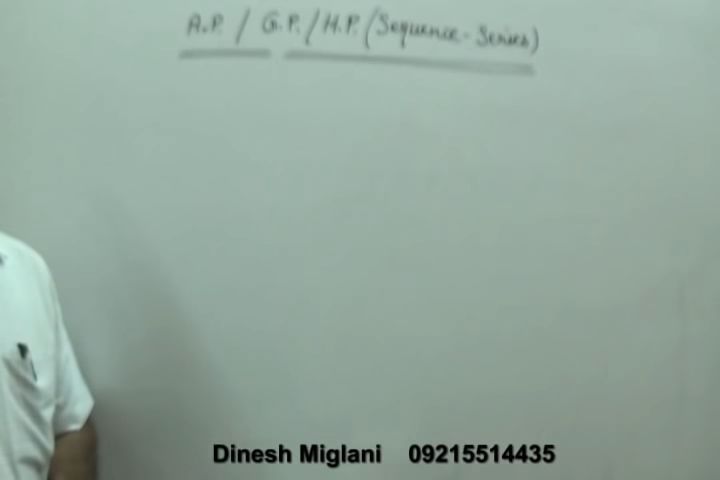 A.P. / G.P. / H.P. (Sequence - Series)
Dinesh Miglani 09215514435